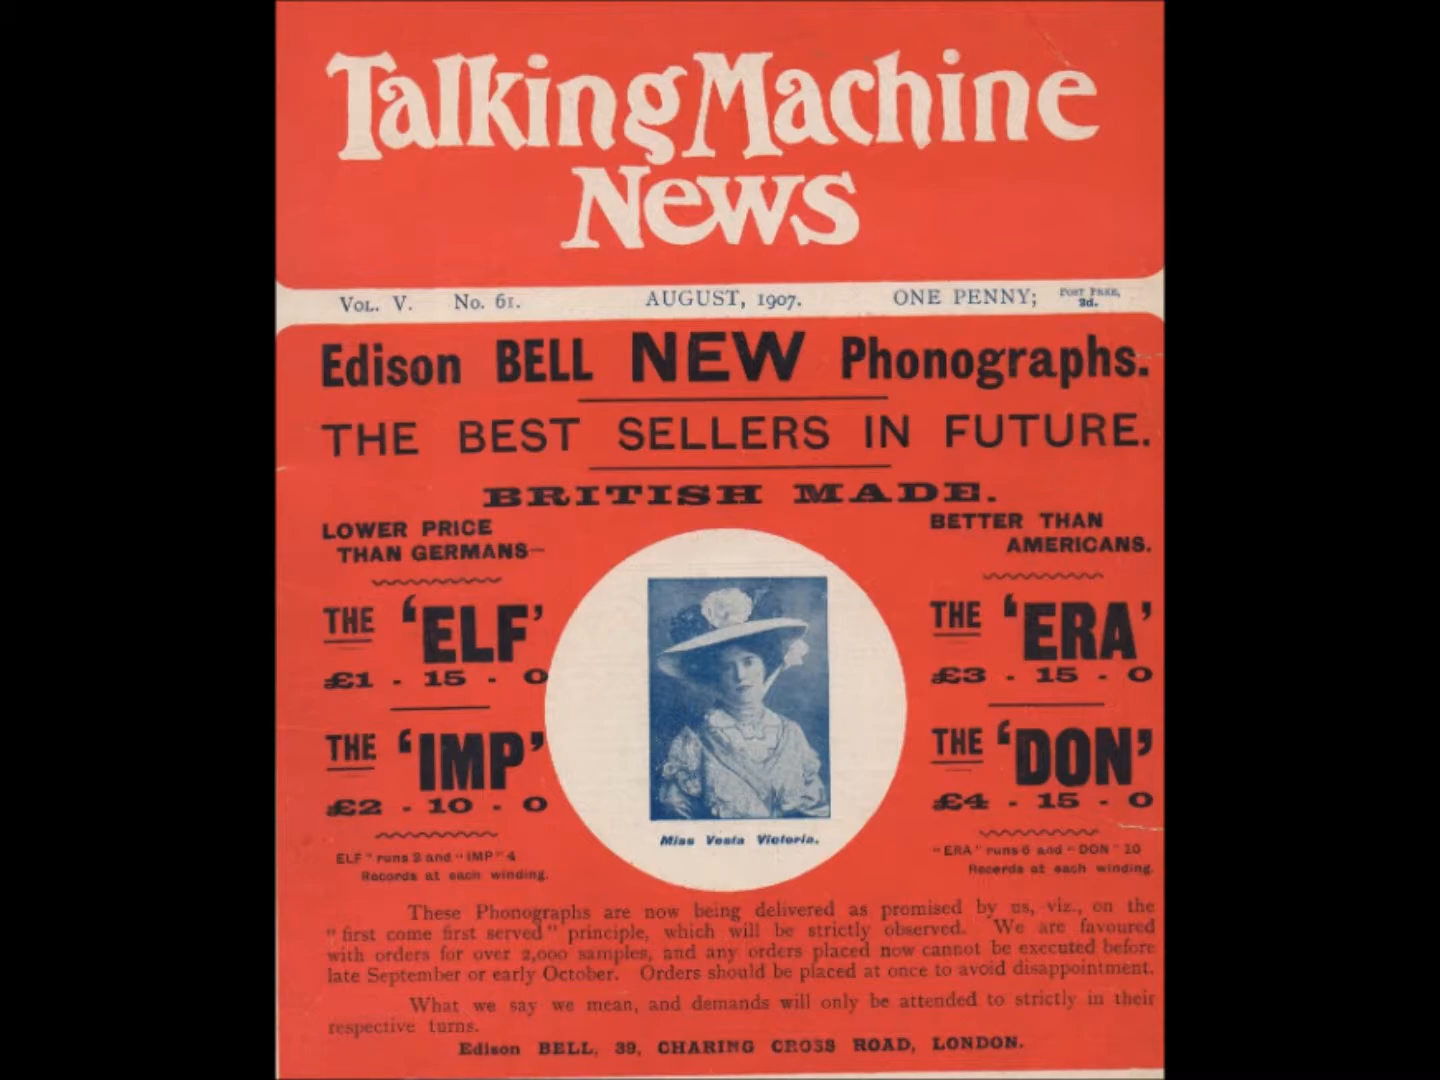 Talking Machine
News
VOL. V. No. 61. AUGUST, 1907. ONE PENNY; POST FREE, 2d.
Edison BELL NEW Phonographs.
THE BEST SELLERS IN FUTURE.
BRITISH MADE.
LOWER PRICE
THAN GERMANS—
THE 'ELF'
£1 - 15 - 0
THE 'IMP'
£2 - 10 - 0
ELF" runs 2 and "IMP" 4
Records at each winding.
Miss Vesta Victoria.
BETTER THAN
AMERICANS.
THE 'ERA'
£3 - 15 - 0
THE 'DON'
£4 - 15 - 0
"ERA" runs 6 and "DON" 10
Records at each winding.
These Phonographs are now being delivered as promised by us, viz., on the
"first come first served" principle, which will be strictly observed. We are favoured
with orders for over 2,000 samples, and any orders placed now cannot be executed before
late September or early October. Orders should be placed at once to avoid disappointment.
What we say we mean, and demands will only be attended to strictly in their
respective turns.
Edison BELL, 39, CHARING CROSS ROAD, LONDON.